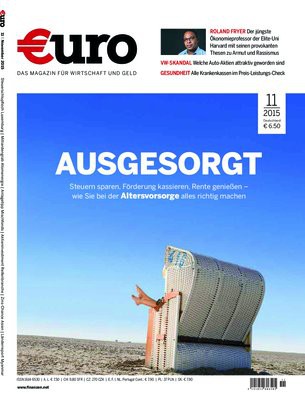 €uro
DAS MAGAZIN FÜR WIRTSCHAFT UND GELD
ROLAND FRYER Der jüngste
Ökonomieprofessor der Elite-Uni
Harvard mit seinen provokanten
Thesen zu Armut und Rassismus
VW-SKANDAL Welche Auto-Aktien attraktiv geworden sind
GESUNDHEIT Alle Krankenkassen im Preis-Leistungs-Check
11
2015
Deutschland
€ 6,50
AUSGESORGT
Steuern sparen, Förderung kassieren, Rente genießen –
wie Sie bei der Altersvorsorge alles richtig machen
www.finanzen.net